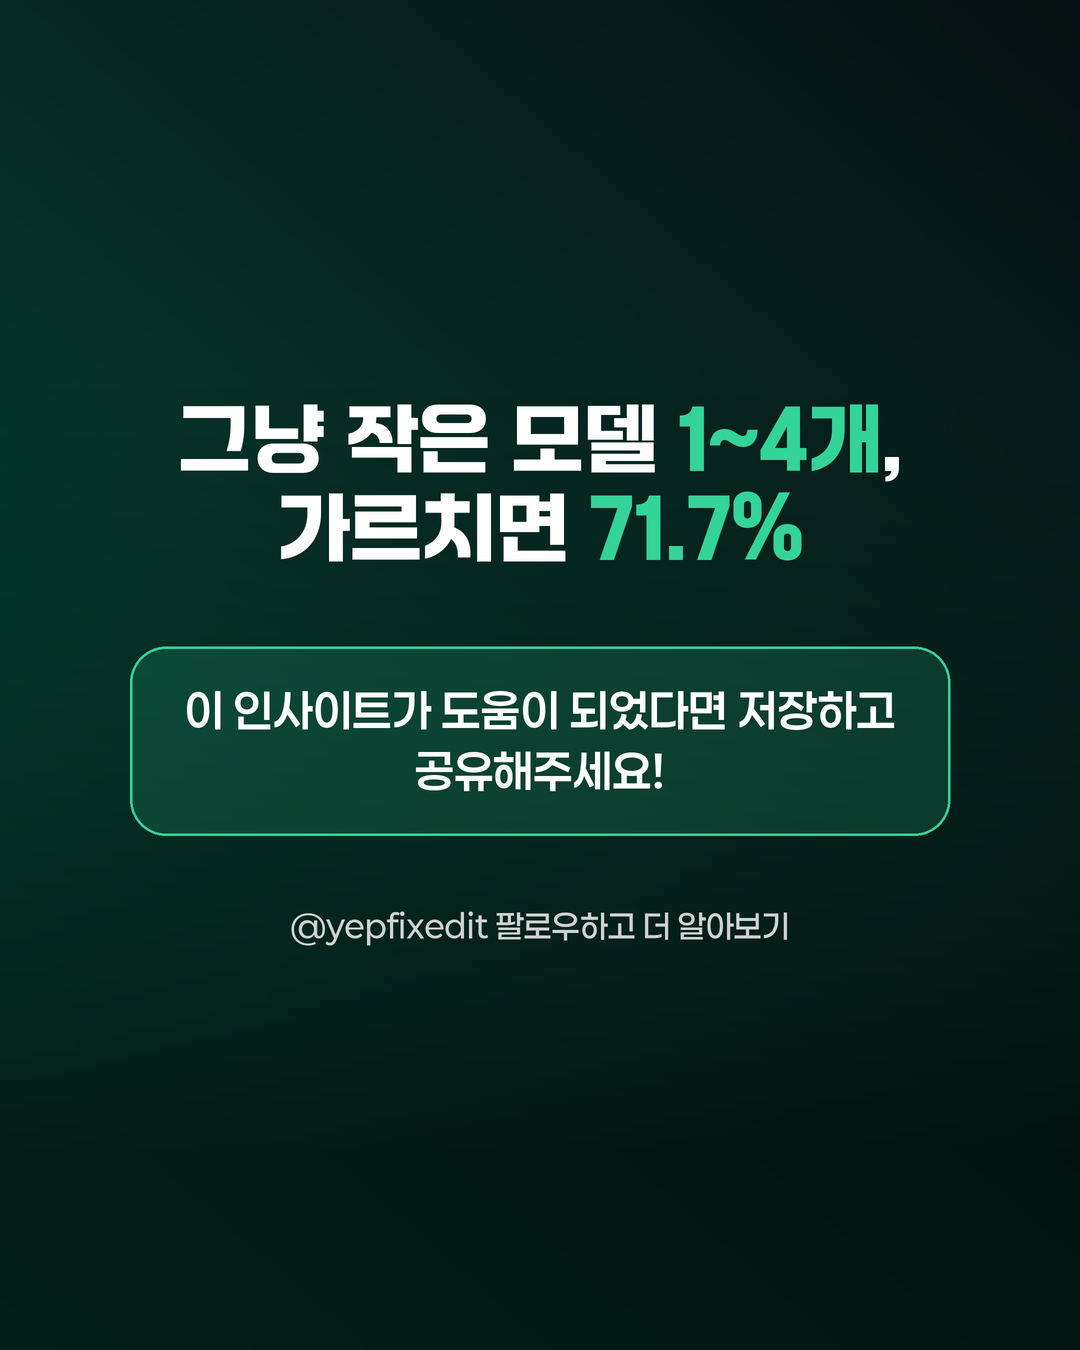 그냥 작은 모델 1~4개,
가르치면 71.7%
이 인사이트가 도움이 되었다면 저장하고
공유해주세요!
@yepfixedit 팔로우하고 더 알아보기